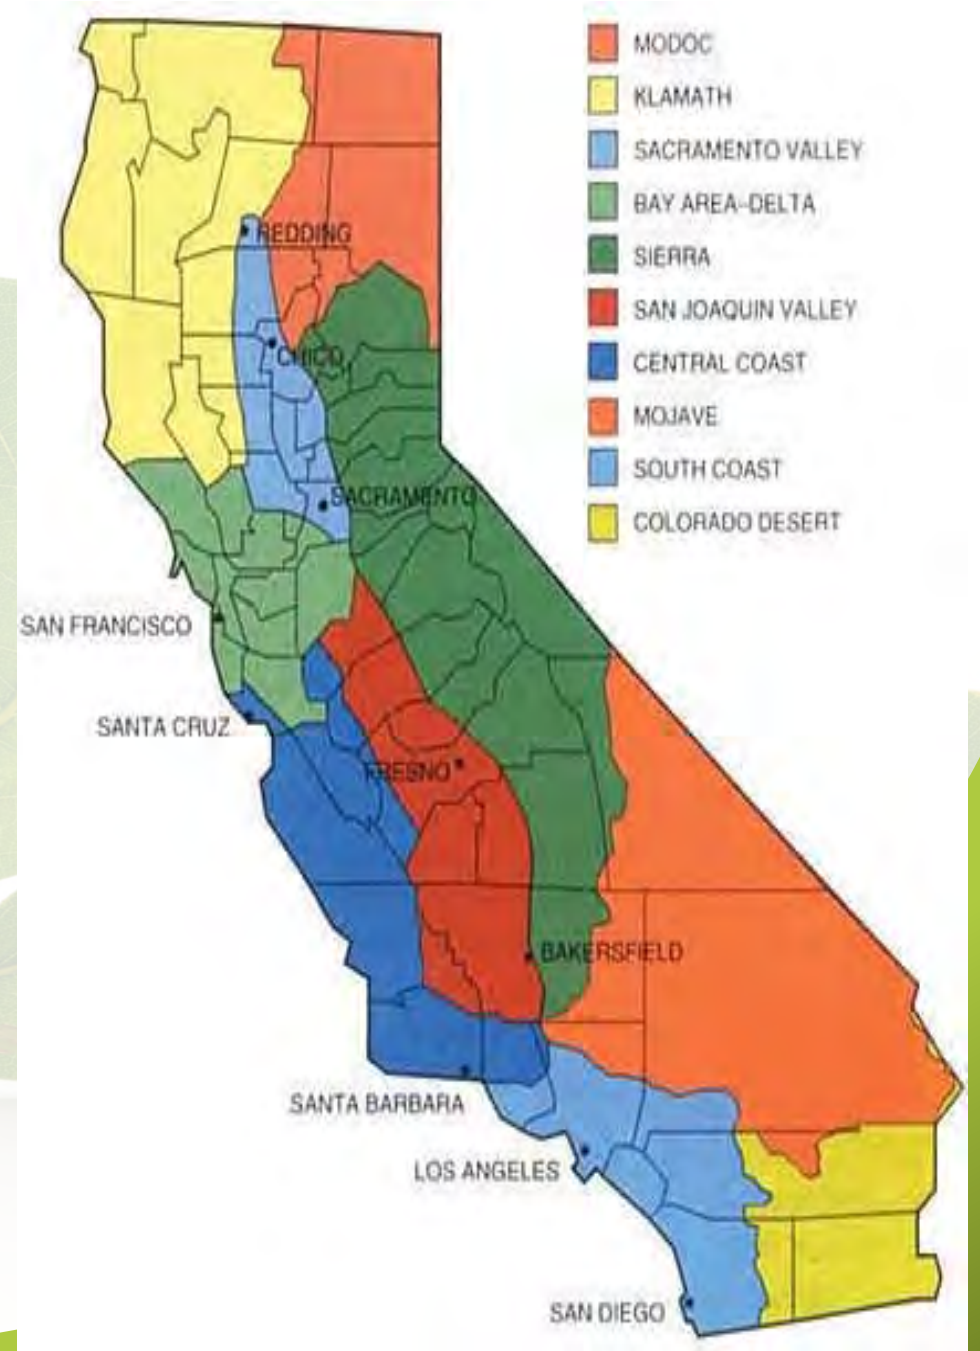 MODOC
KLAMATH
SACRAMENTO VALLEY
BAY AREA-DELTA
SIERRA
SAN JOAQUIN VALLEY
CENTRAL COAST
MOJAVE
SOUTH COAST
COLORADO DESERT
REDDING
CHICO
SACRAMENTO
SAN FRANCISCO
SANTA CRUZ
FRESNO
BAKERSFIELD
SANTA BARBARA
LOS ANGELES
SAN DIEGO